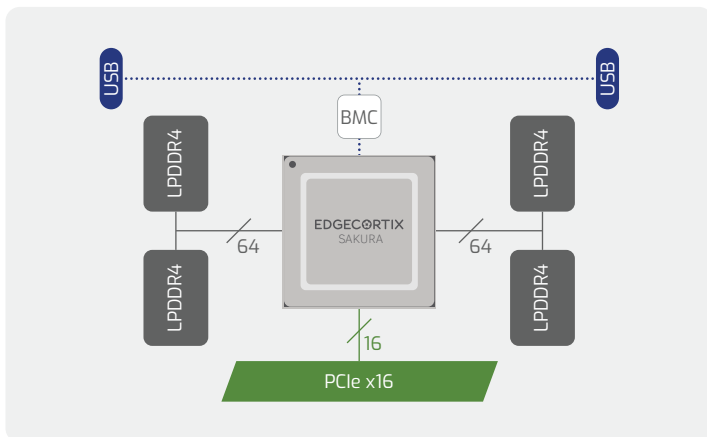 USB
USB
BMC
LPDDR4
LPDDR4
EDGECORTIX
SAKURA
64
64
LPDDR4
LPDDR4
16
PCIe x16